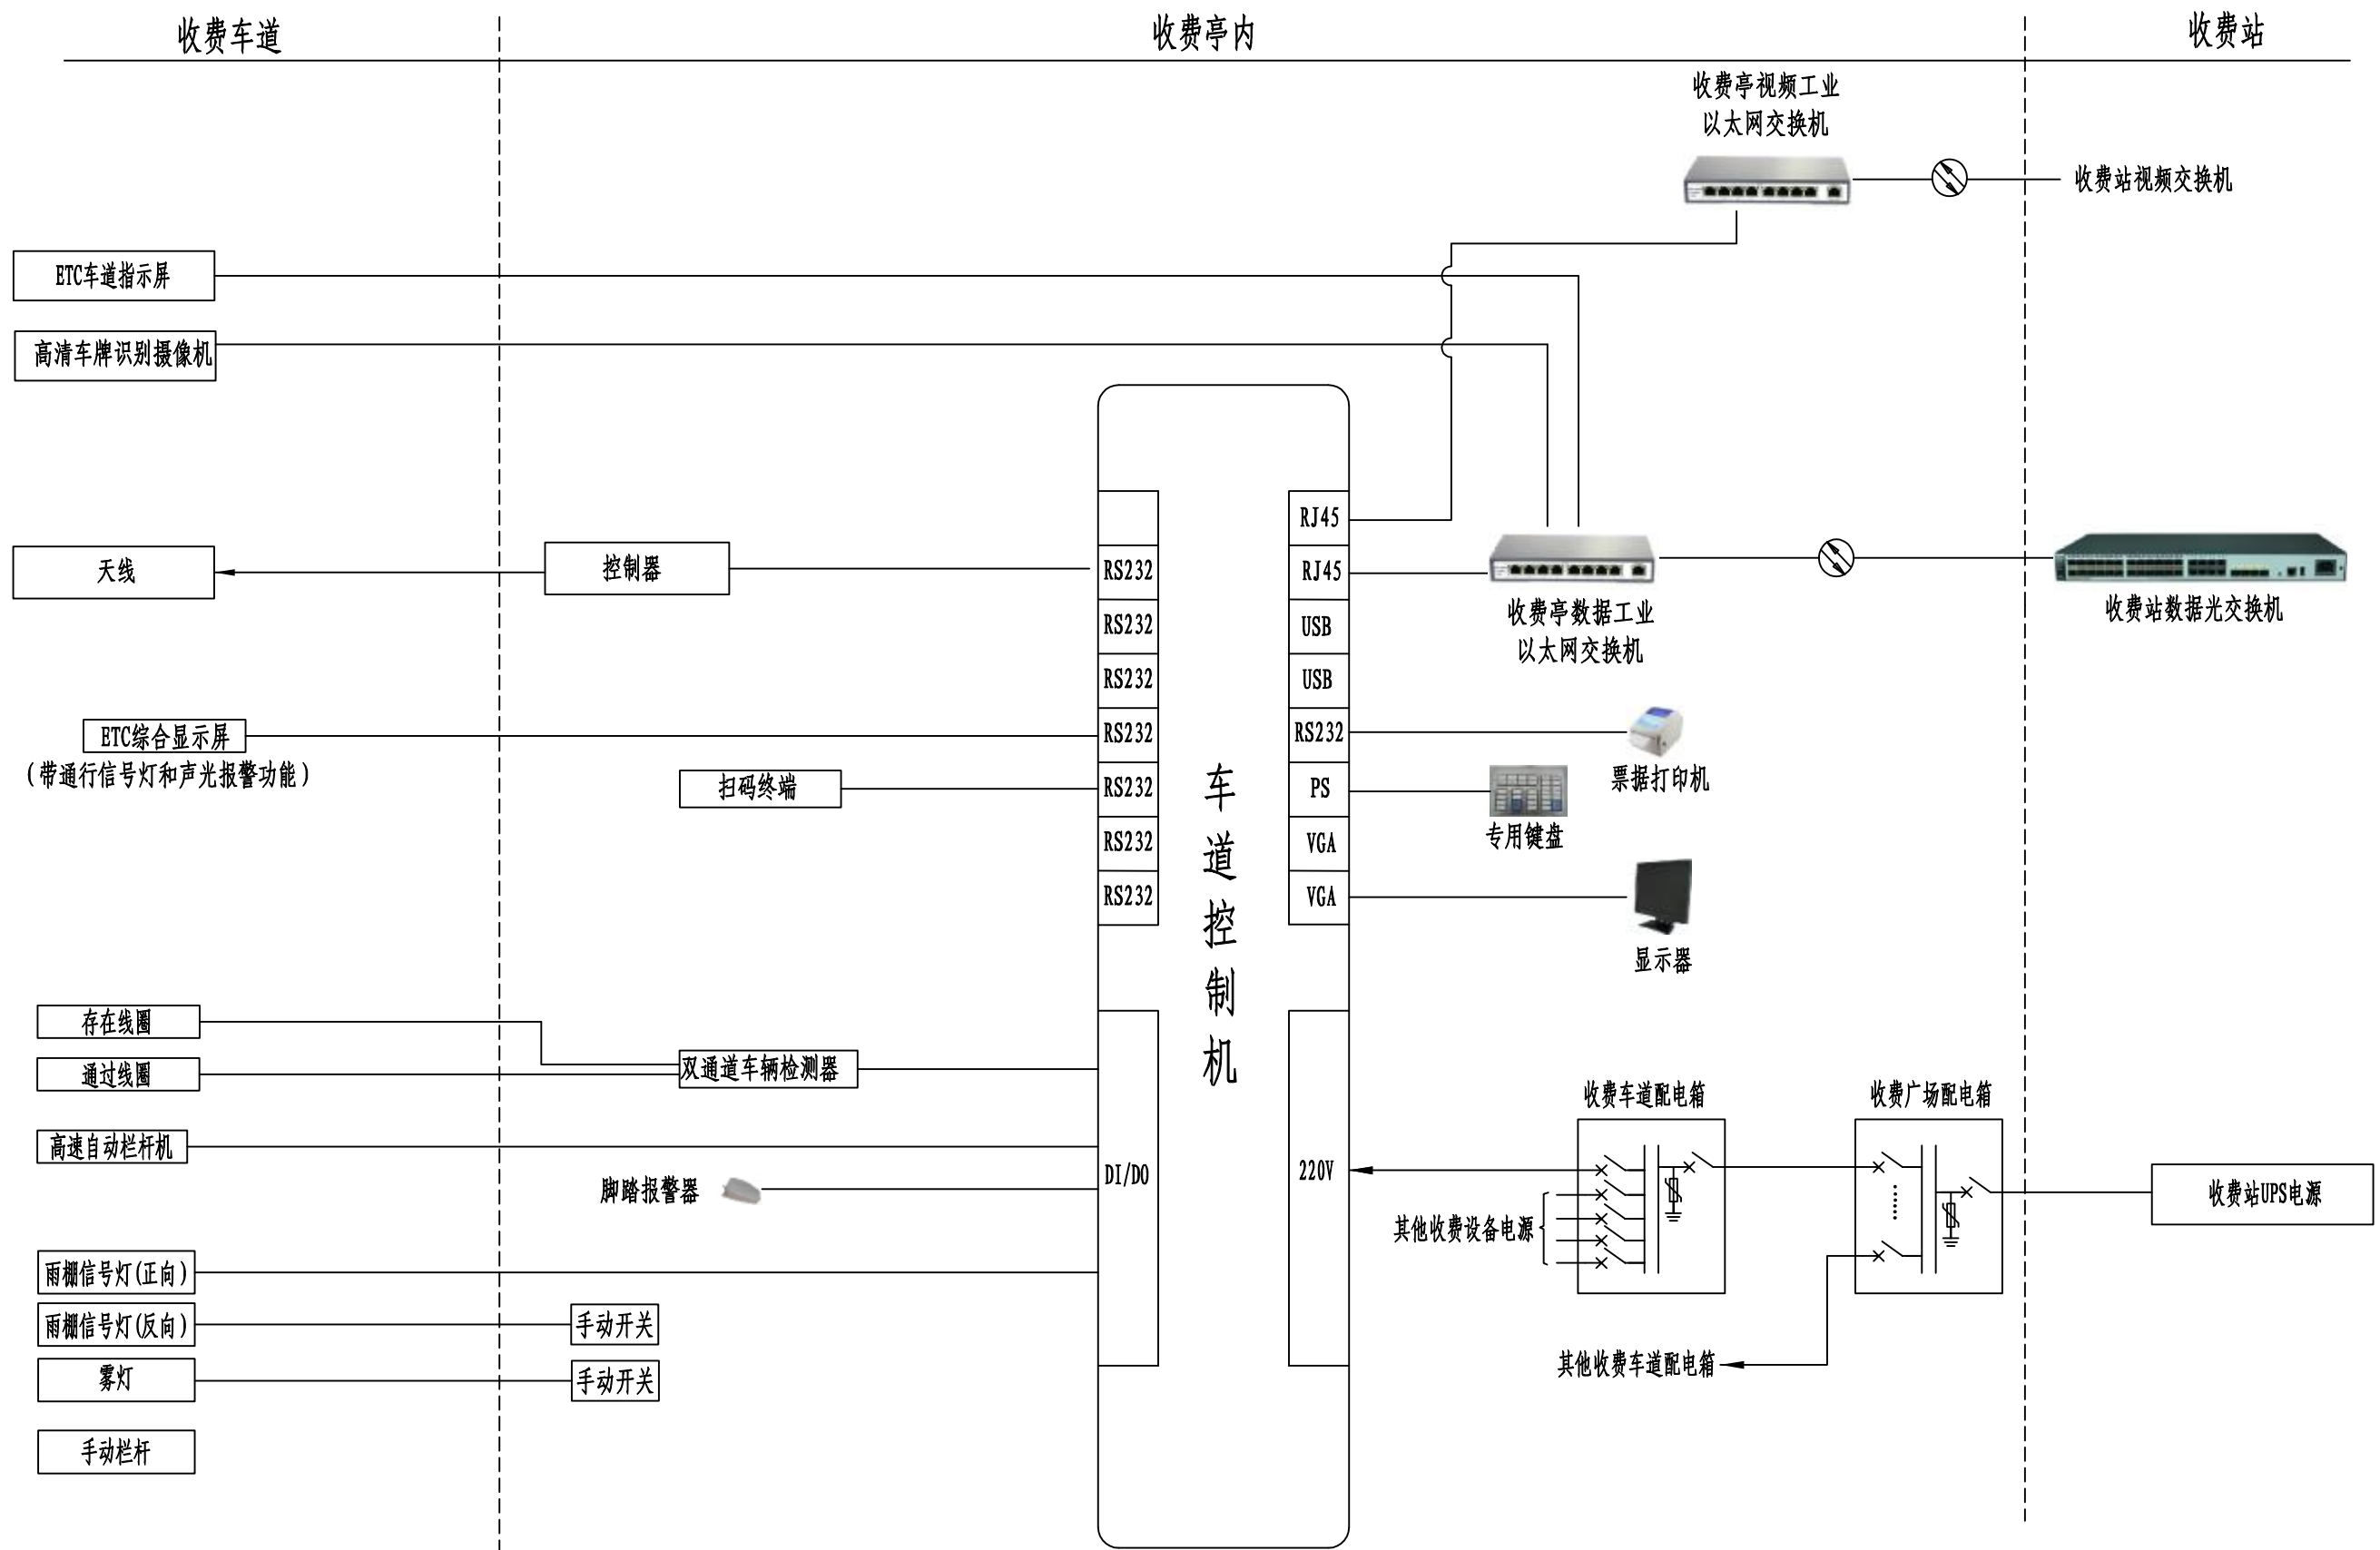 收费车道
收费亭内
收费站
收费亭视频工业
以太网交换机
收费站视频交换机
ETC车道指示屏
高清车牌识别摄像机
RJ45
天线
控制器
RS232
RJ45
收费亭数据工业
以太网交换机
收费站数据光交换机
RS232
USB
RS232
USB
ETC综合显示屏
(带通行信号灯和声光报警功能)
RS232
RS232
票据打印机
扫码终端
RS232
PS
专用键盘
RS232
VGA
RS232
VGA
显示器
车道控制机
存在线圈
通过线圈
双通道车辆检测器
高速自动栏杆机
脚踏报警器
DI/DO
220V
收费车道配电箱
收费广场配电箱
其他收费设备电源
收费站UPS电源
雨棚信号灯(正向)
雨棚信号灯(反向)
手动开关
其他收费车道配电箱
雾灯
手动开关
手动栏杆